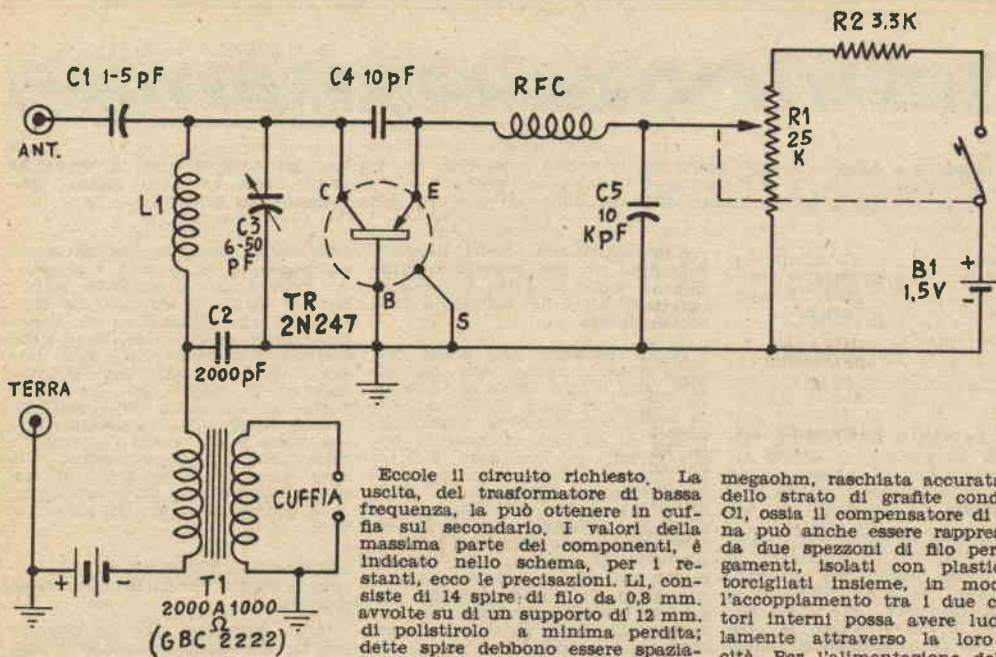 R2 3,3K
C1 1-5 pF
C4 10 pF
RFC
ANT.
R1
25
K
L1
C3
6-50
pF
C
E
C5
10
KpF
B1
1,5V
+
-
TR
2N247
B
S
C2
2000pF
TERRA
CUFFIA
+
-
T1
2000 A 1000
Ω
(GBC 2222)
Eccole il circuito richiesto. La
uscita, del trasformatore di bassa
frequenza, la può ottenere in cuf-
fia sul secondario. I valori della
massima parte dei componenti, è
indicato nello schema, per i re-
stanti, ecco le precisazioni. L1, con-
siste di 14 spire di filo da 0,8 mm.
avvolte su di un supporto di 12 mm.
di polistirolo a minima perdita;
dette spire debbono essere spazia-
megaohm, raschiata accurata
dello strato di grafite cond
C1, ossia il compensatore di
na può anche essere rappres
da due spezzoni di filo per
gamenti, isolati con plastic
torcigliati insieme, in mod
l'accoppiamento tra i due c
tori interni possa avere luo
lamente attraverso la loro
cità. Per l'alimentazione del